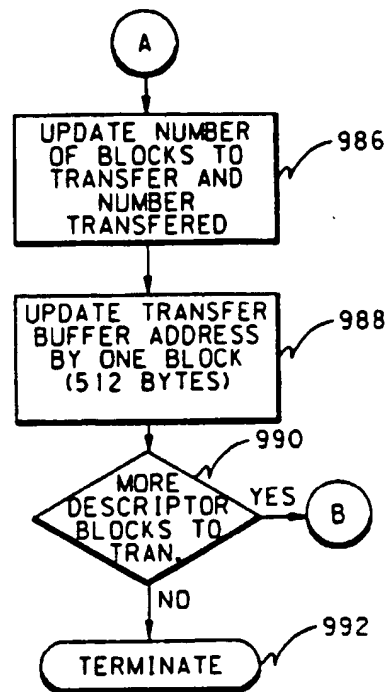 A
UPDATE NUMBER
OF BLOCKS TO
TRANSFER AND
NUMBER
TRANSFERED
986
UPDATE TRANSFER
BUFFER ADDRESS
BY ONE BLOCK
(512 BYTES)
988
990
MORE
DESCRIPTOR
BLOCKS TO
TRAN.
YES
B
NO
992
TERMINATE